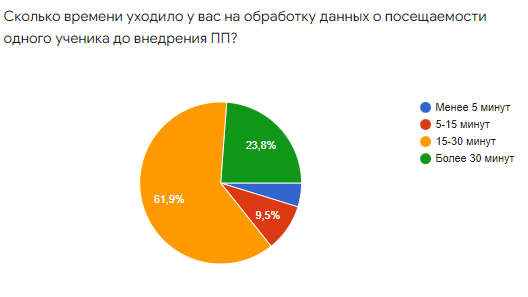 Сколько времени уходило у вас на обработку данных о посещаемости
одного ученика до внедрения ПП?
Менее 5 минут
5-15 минут
15-30 минут
Более 30 минут
23,8%
61,9%
9,5%